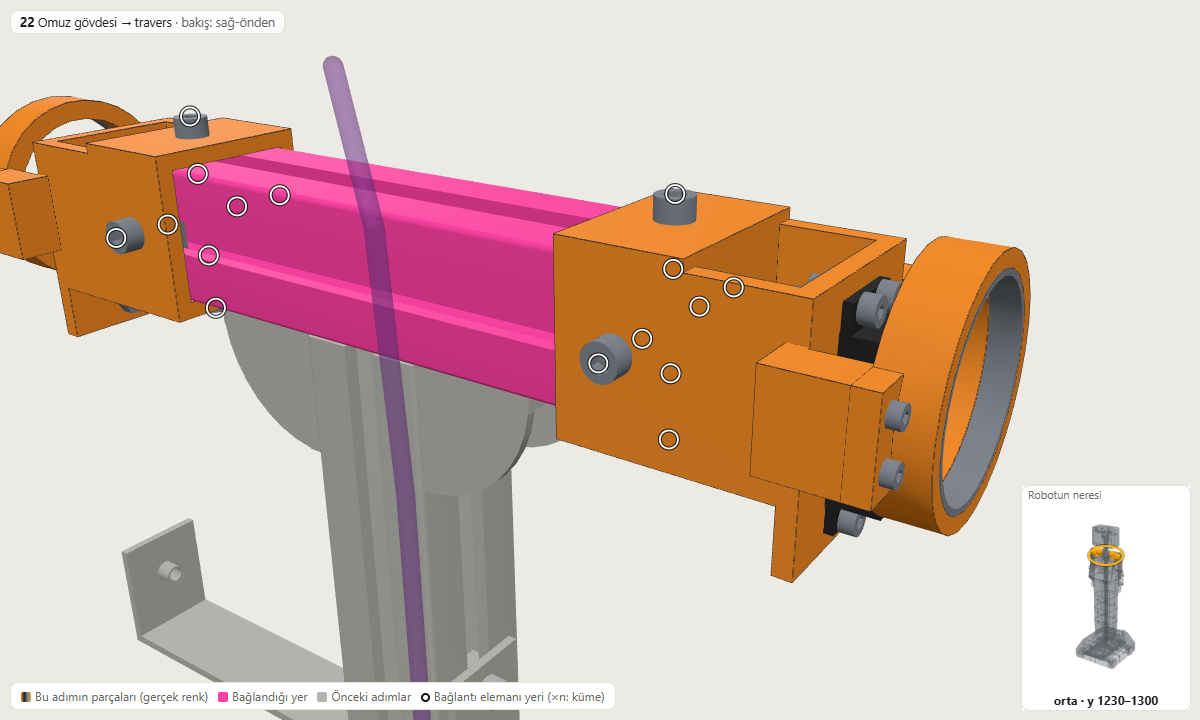 22 Omuz gövdesi → travers · bakış: sağ-önden
Robotun neresi
orta · y 1230–1300
Bu adımın parçaları (gerçek renk)
Bağlandığı yer
Önceki adımlar
Bağlantı elemanı yeri (×n: küme)